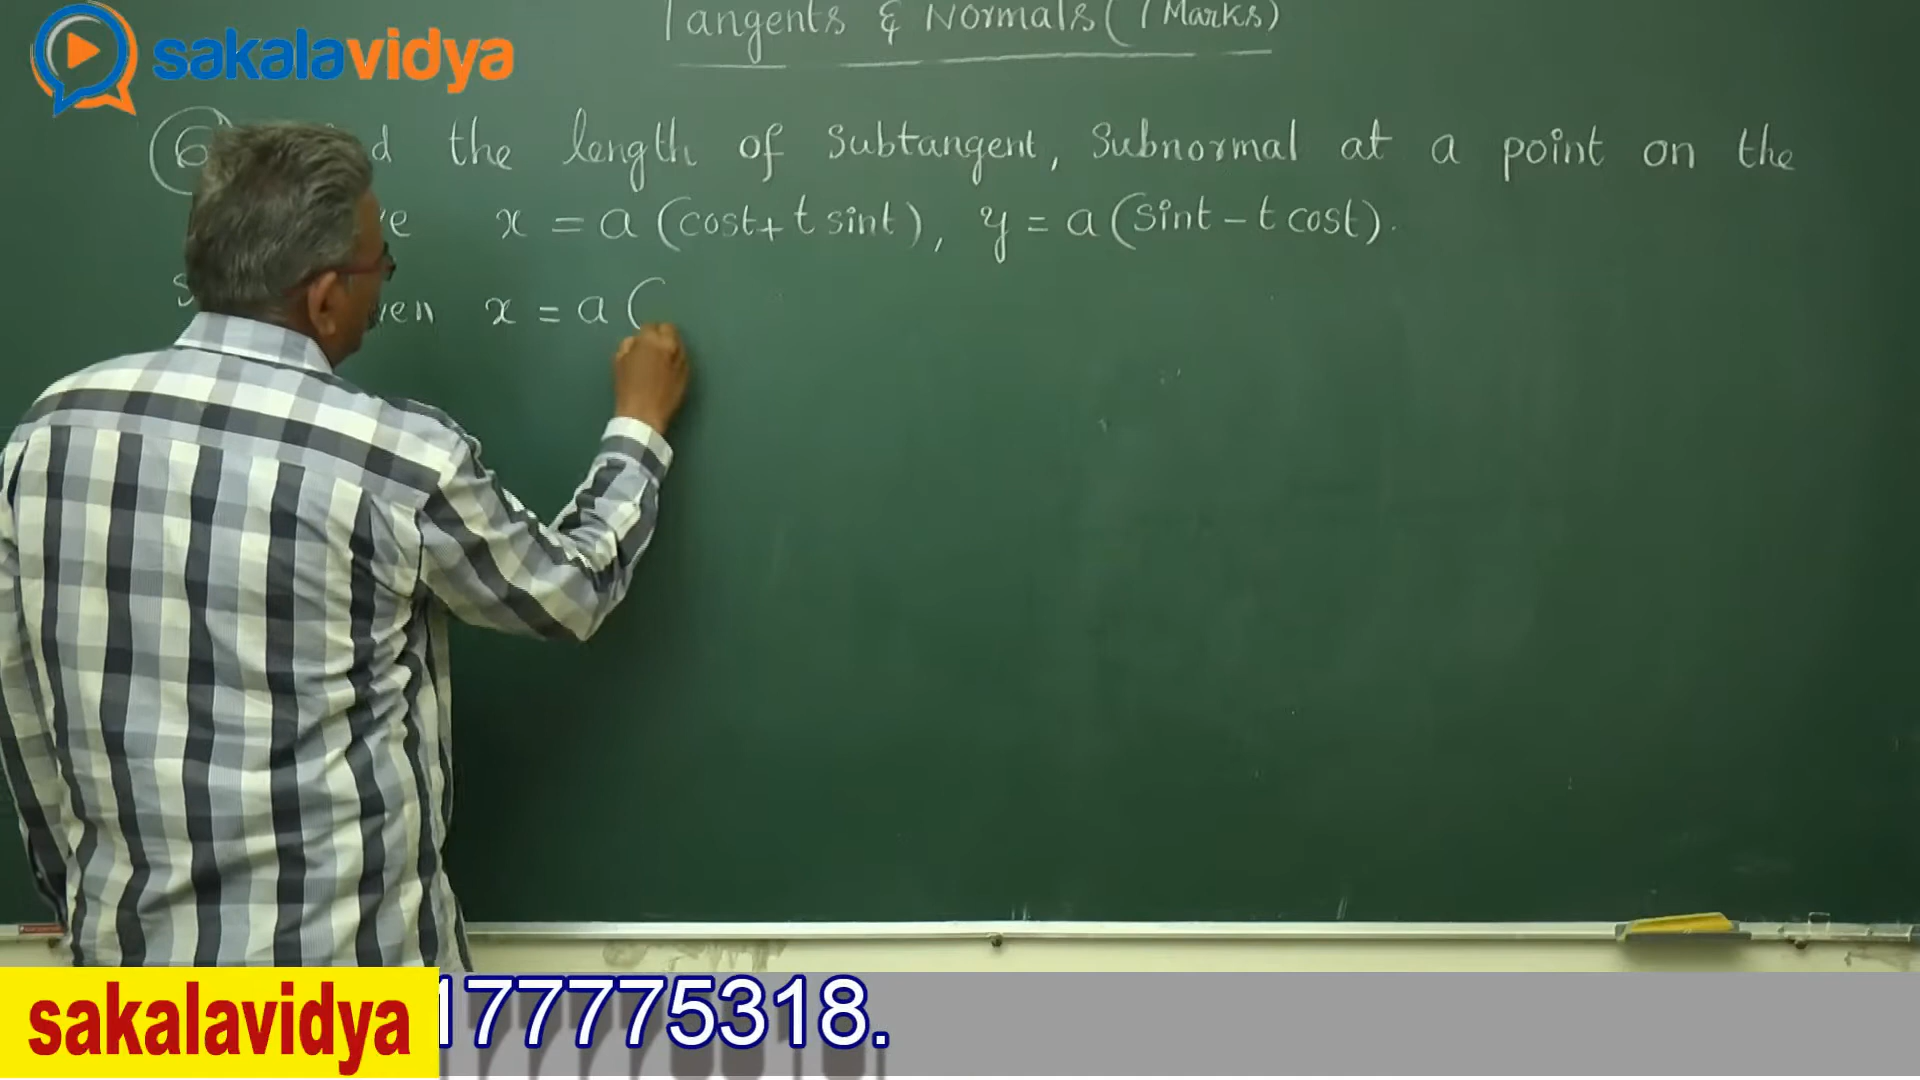 sakalavidya
Tangents & Normals (7 Marks)
6 the length of subtangent, subnormal at a point on the
x = a (cost + t sint), y = a (sint - t cost).
x = a (
sakalavidya 177775318.